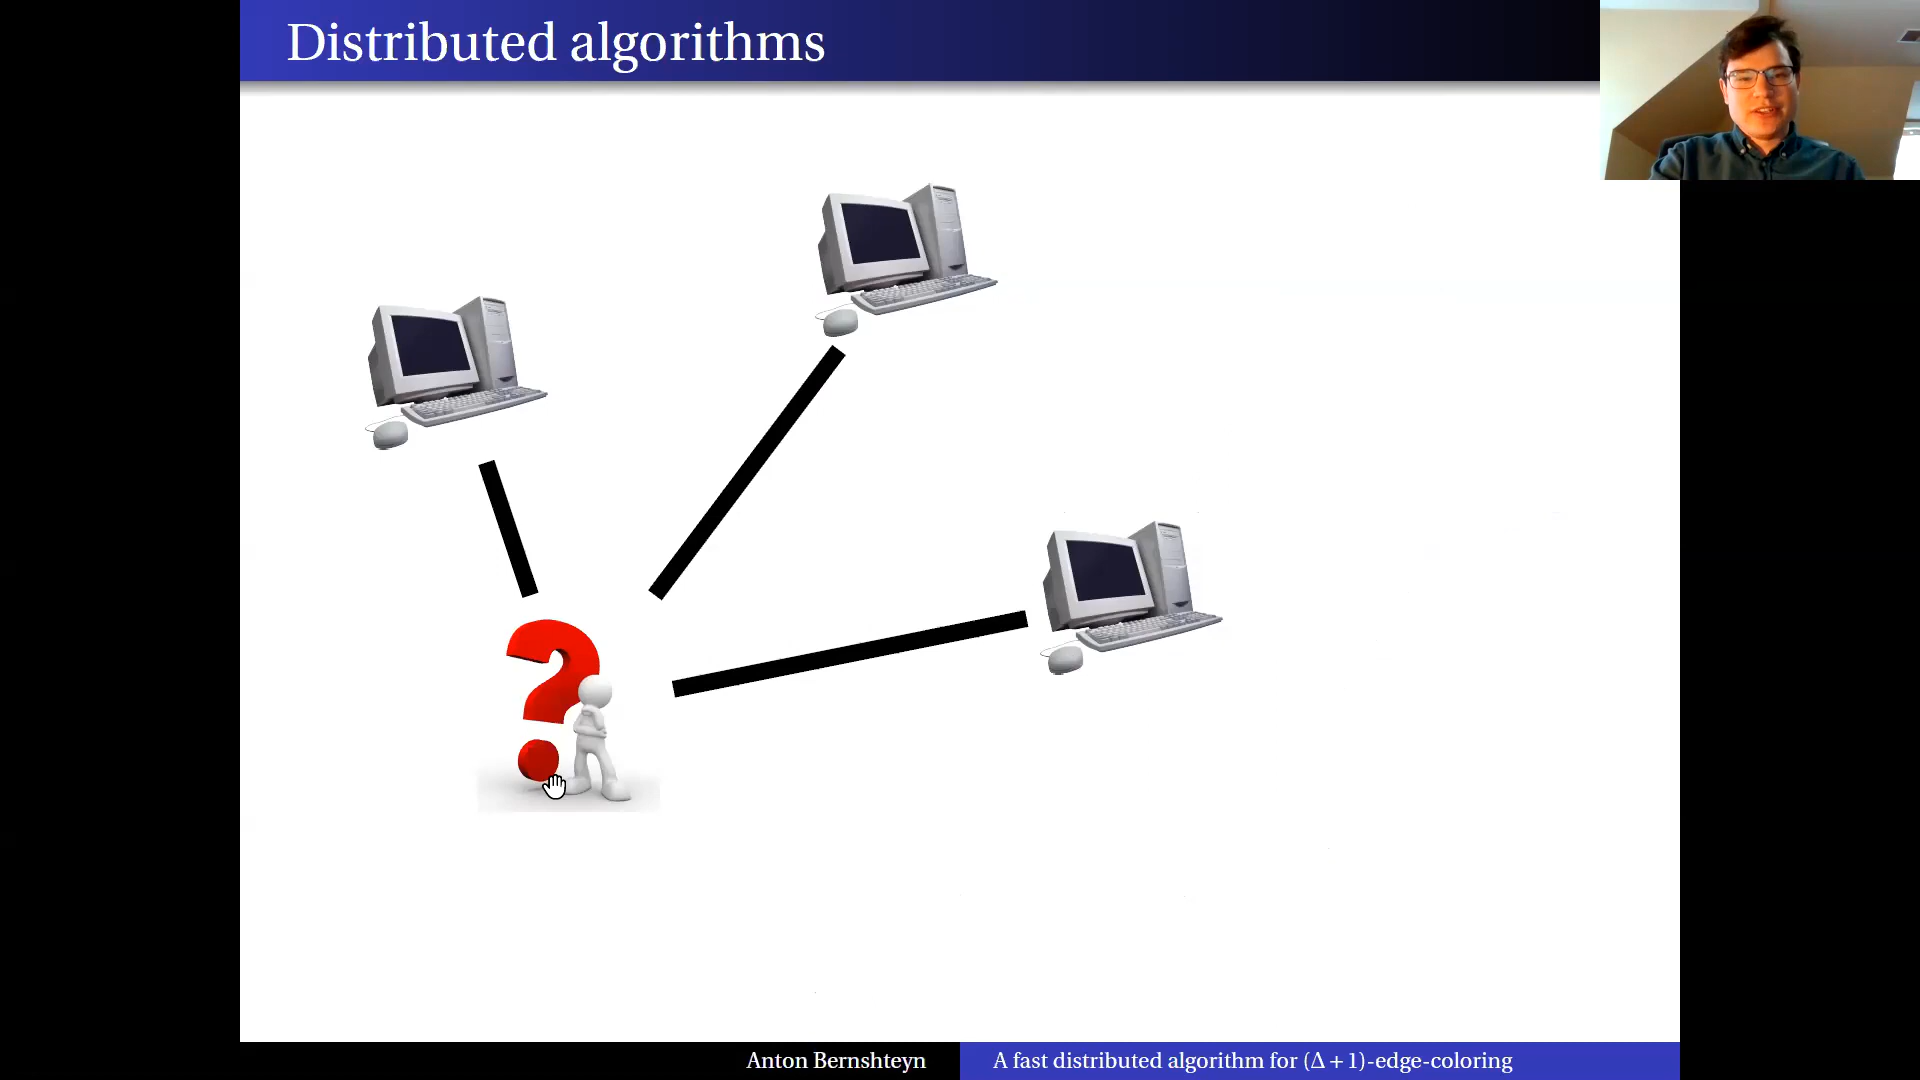 Distributed algorithms
Anton Bernshteyn
A fast distributed algorithm for (Δ + 1)-edge-coloring